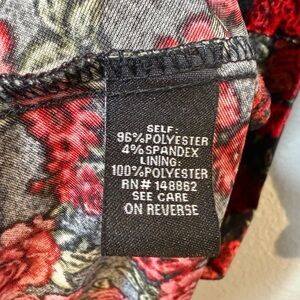 SELF:
96%POLYESTER
4%SPANDEX
LINING:
100%POLYESTER
RN# 148862
SEE CARE
ON REVERSE